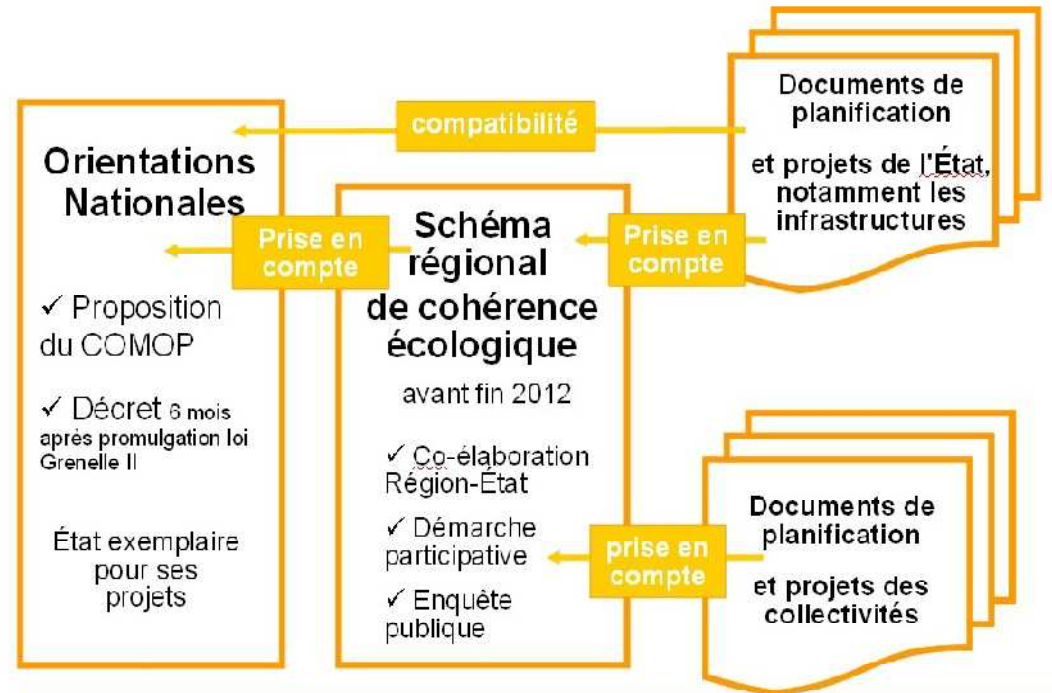 Orientations
Nationales
✓ Proposition
du COMOP
✓ Décret 6 mois
après promulgation loi
Grenelle II
État exemplaire
pour ses
projets
compatibilité
Prise en
compte
Schéma
régional
de cohérence
écologique
avant fin 2012
✓ Co-élaboration
Région-État
✓ Démarche
participative
✓ Enquête
publique
Prise en
compte
Documents de
planification
et projets de l'État,
notamment les
infrastructures
prise en
compte
Documents de
planification
et projets des
collectivités